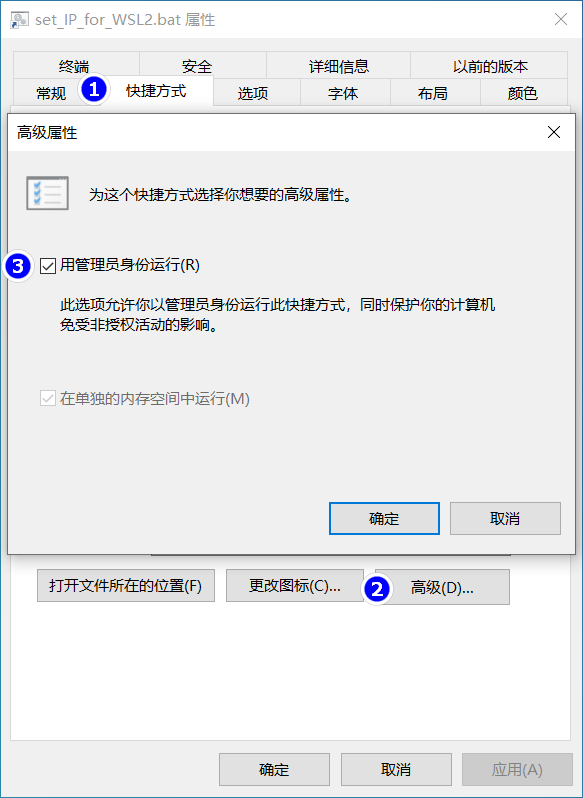 set_IP_for_WSL2.bat 属性
终端
安全
详细信息
以前的版本
常规
1
快捷方式
选项
字体
布局
颜色
高级属性
为这个快捷方式选择你想要的高级属性。
3
用管理员身份运行(R)
此选项允许你以管理员身份运行此快捷方式，同时保护你的计算机
免受非授权活动的影响。
在单独的内存空间中运行(M)
确定
取消
打开文件所在的位置(F)
更改图标(C)...
2
高级(D)...
确定
取消
应用(A)